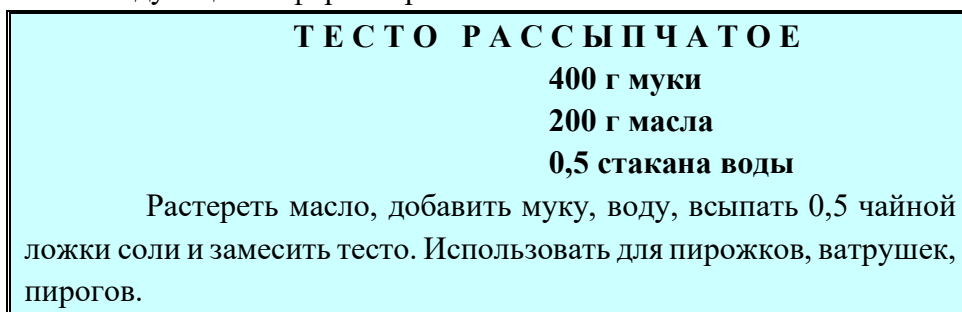 Т Е С Т О Р А С С Ы П Ч А Т О Е
400 г муки
200 г масла
0,5 стакана воды
Растереть масло, добавить муку, воду, всыпать 0,5 чайной
ложки соли и замесить тесто. Использовать для пирожков, ватрушек,
пирогов.